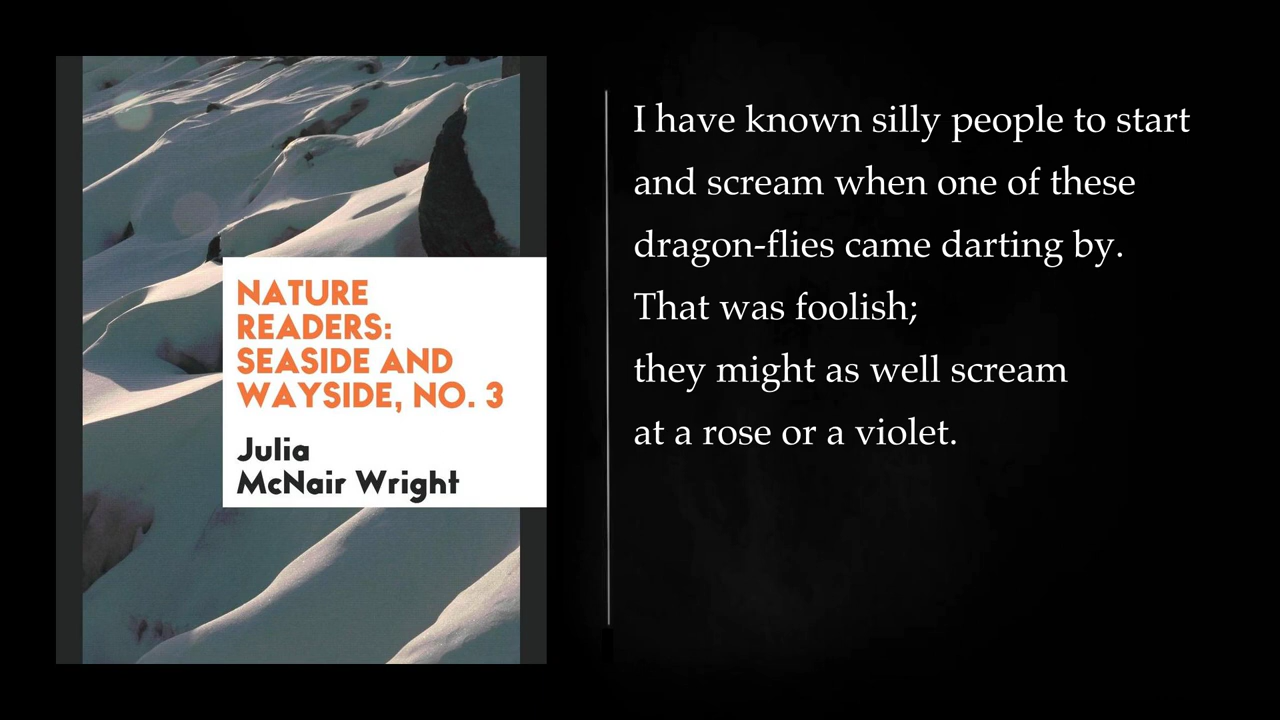 NATURE
READERS:
SEASIDE AND
WAYSIDE, NO. 3
Julia
McNair Wright
I have known silly people to start
and scream when one of these
dragon-flies came darting by.
That was foolish;
they might as well scream
at a rose or a violet.